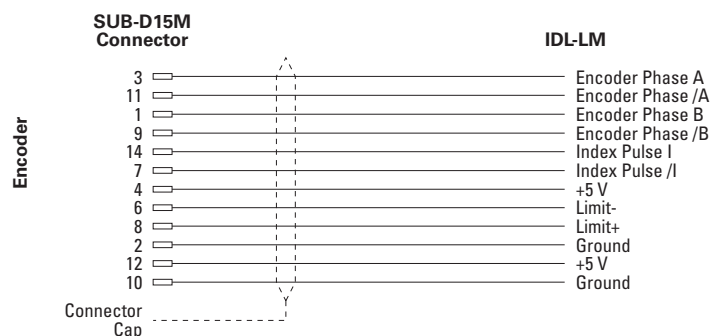 SUB-D15M
Connector
IDL-LM
Encoder
3 Encoder Phase A
11 Encoder Phase /A
1 Encoder Phase B
9 Encoder Phase /B
14 Index Pulse I
7 Index Pulse /I
4 +5 V
6 Limit-
8 Limit+
2 Ground
12 +5 V
10 Ground
Connector
Cap